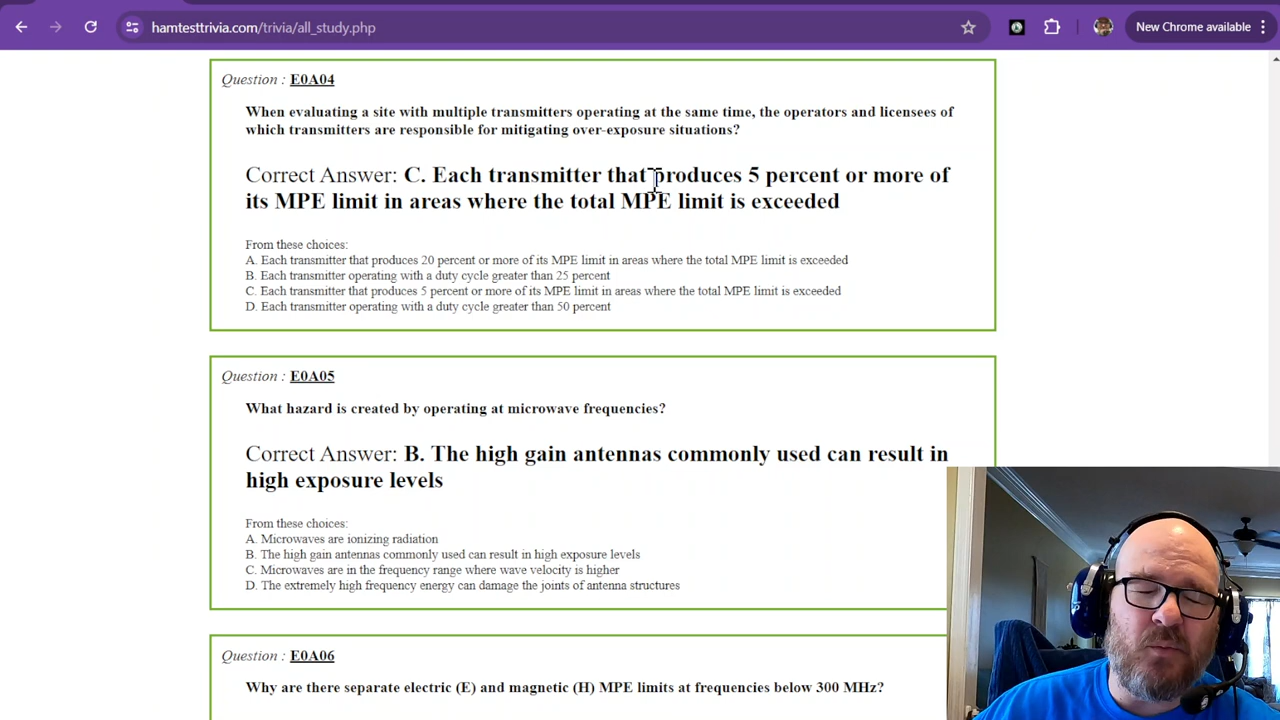 hamtesttrivia.com/trivia/all_study.php
New Chrome available
Question : E0A04
When evaluating a site with multiple transmitters operating at the same time, the operators and licensees of
which transmitters are responsible for mitigating over-exposure situations?
Correct Answer: C. Each transmitter that produces 5 percent or more of
its MPE limit in areas where the total MPE limit is exceeded
From these choices:
A. Each transmitter that produces 20 percent or more of its MPE limit in areas where the total MPE limit is exceeded
B. Each transmitter operating with a duty cycle greater than 25 percent
C. Each transmitter that produces 5 percent or more of its MPE limit in areas where the total MPE limit is exceeded
D. Each transmitter operating with a duty cycle greater than 50 percent
Question : E0A05
What hazard is created by operating at microwave frequencies?
Correct Answer: B. The high gain antennas commonly used can result in
high exposure levels
From these choices:
A. Microwaves are ionizing radiation
B. The high gain antennas commonly used can result in high exposure levels
C. Microwaves are in the frequency range where wave velocity is higher
D. The extremely high frequency energy can damage the joints of antenna structures
Question : E0A06
Why are there separate electric (E) and magnetic (H) MPE limits at frequencies below 300 MHz?